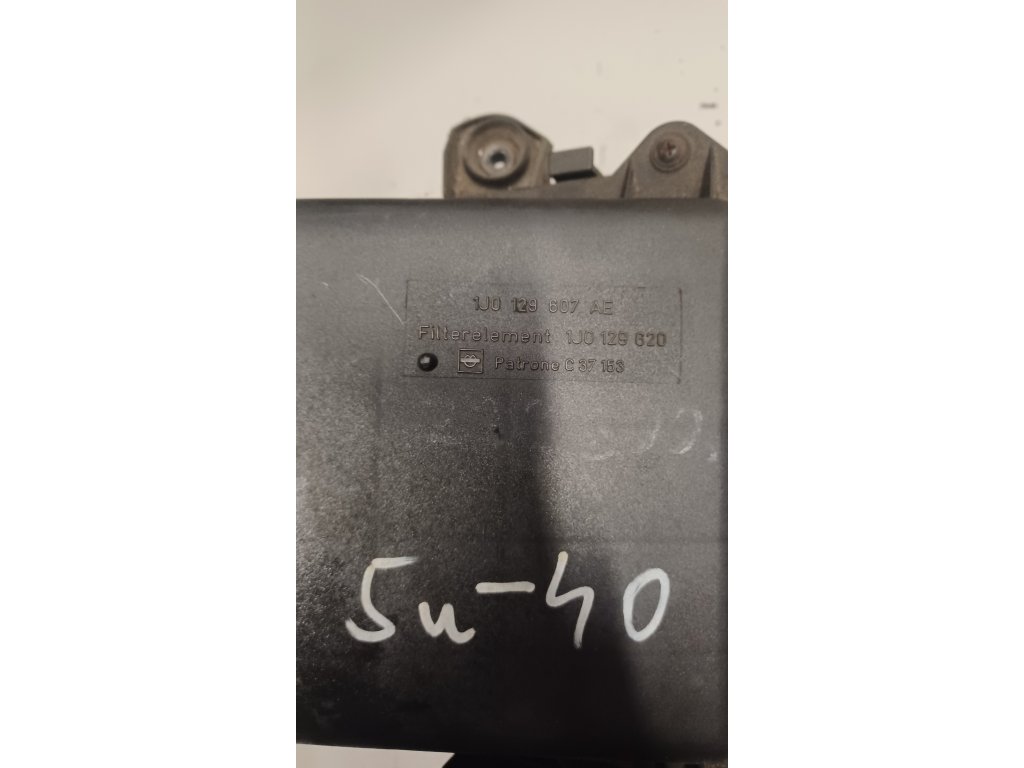 1J0 129 607 AE
Filterelement 1J0 129 620
Patrone C 37 153
5u-40